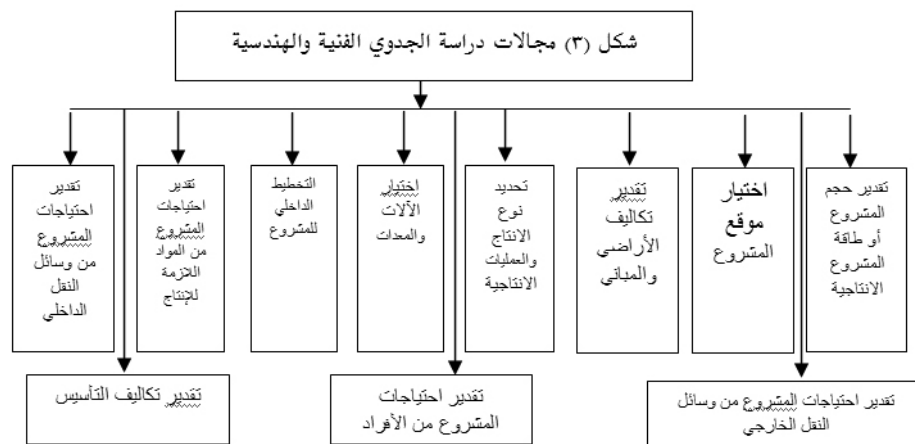 شكل (٣) مجالات دراسة الجدوي الفنية والهندسية
تقدير حجم
المشروع
أو طاقة
المشروع
الانتاجية
اختيار
موقع
المشروع
تقدير
تكاليف
الأراضي
والمباني
تحديد
نوع
الانتاج
والعمليات
الانتاجية
اختيار
الآلات
والمعدات
التخطيط
الداخلي
للمشروع
تقدير
احتياجات
المشروع
من المواد
اللازمة
للإنتاج
تقدير
احتياجات
المشروع
من وسائل
النقل
الداخلي
تقدير احتياجات المشروع من وسائل
النقل الخارجي
تقدير احتياجات
المشروع من الأفراد
تقدير تكاليف التأسيس